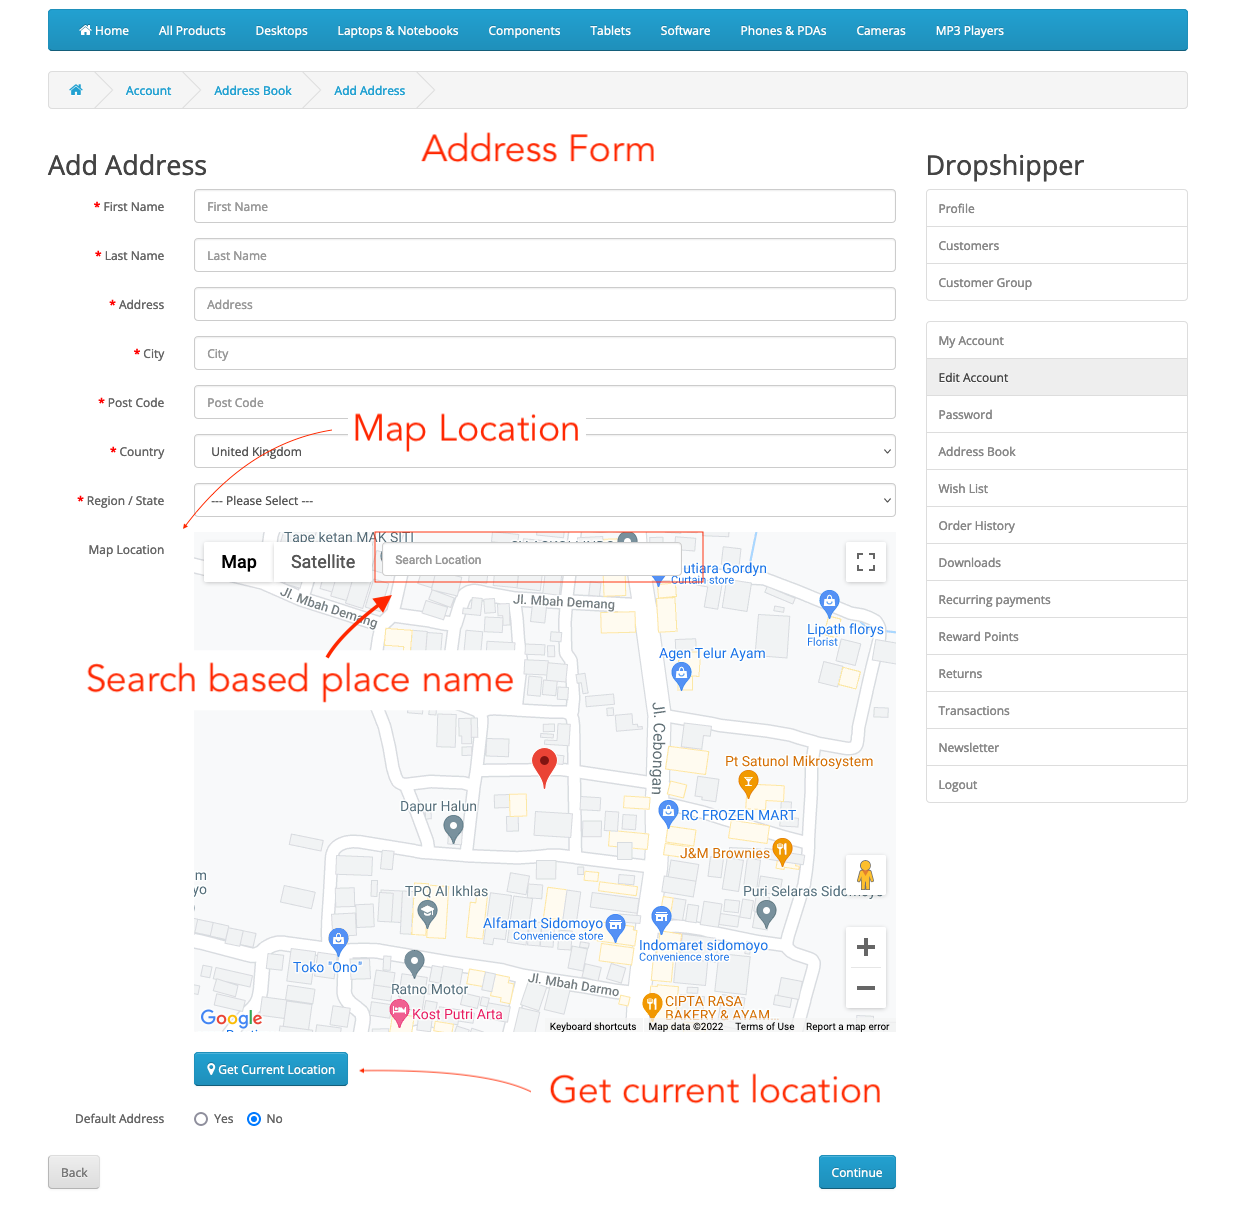 Home All Products Desktops Laptops & Notebooks Components Tablets Software Phones & PDAs Cameras MP3 Players
Account Address Book Add Address
Address Form
Add Address
* First Name First Name
* Last Name Last Name
* Address Address
* City City
* Post Code Post Code
Map Location
* Country United Kingdom
* Region / State --- Please Select ---
Map Location
Tape ketan MAK SITI
Map Satellite Search Location
utiara Gordyn
Curtain store
Jl. Mbah Demang
Jl. Mbah Demang
Lipath florys
Florist
Agen Telur Ayam
Search based place name
Jl. Cebongan
Pt Satunol Mikrosystem
Dapur Halun
RC FROZEN MART
J&M Brownies
m
yo
TPQ Al Ikhlas
Puri Selaras Sidomoyo
Alfamart Sidomoyo
Convenience store
Indomaret sidomoyo
Convenience store
Toko "Ono"
Ratno Motor
Jl. Mbah Darmo
CIPTA RASA
BAKERY & AYAM
Kost Putri Arta
Google
Keyboard shortcuts Map data ©2022 Terms of Use Report a map error
Get Current Location
Get current location
Default Address Yes No
Back Continue
Dropshipper
Profile
Customers
Customer Group
My Account
Edit Account
Password
Address Book
Wish List
Order History
Downloads
Recurring payments
Reward Points
Returns
Transactions
Newsletter
Logout